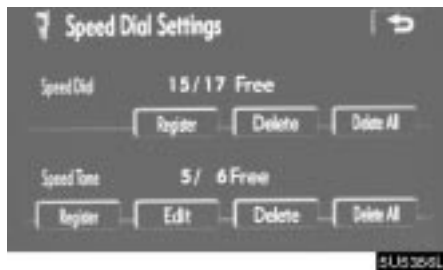 Speed Dial Settings
Speed Dial 15/17 Free
Register Delete Delete All
Speed Tone 5/ 6 Free
Register Edit Delete Delete All